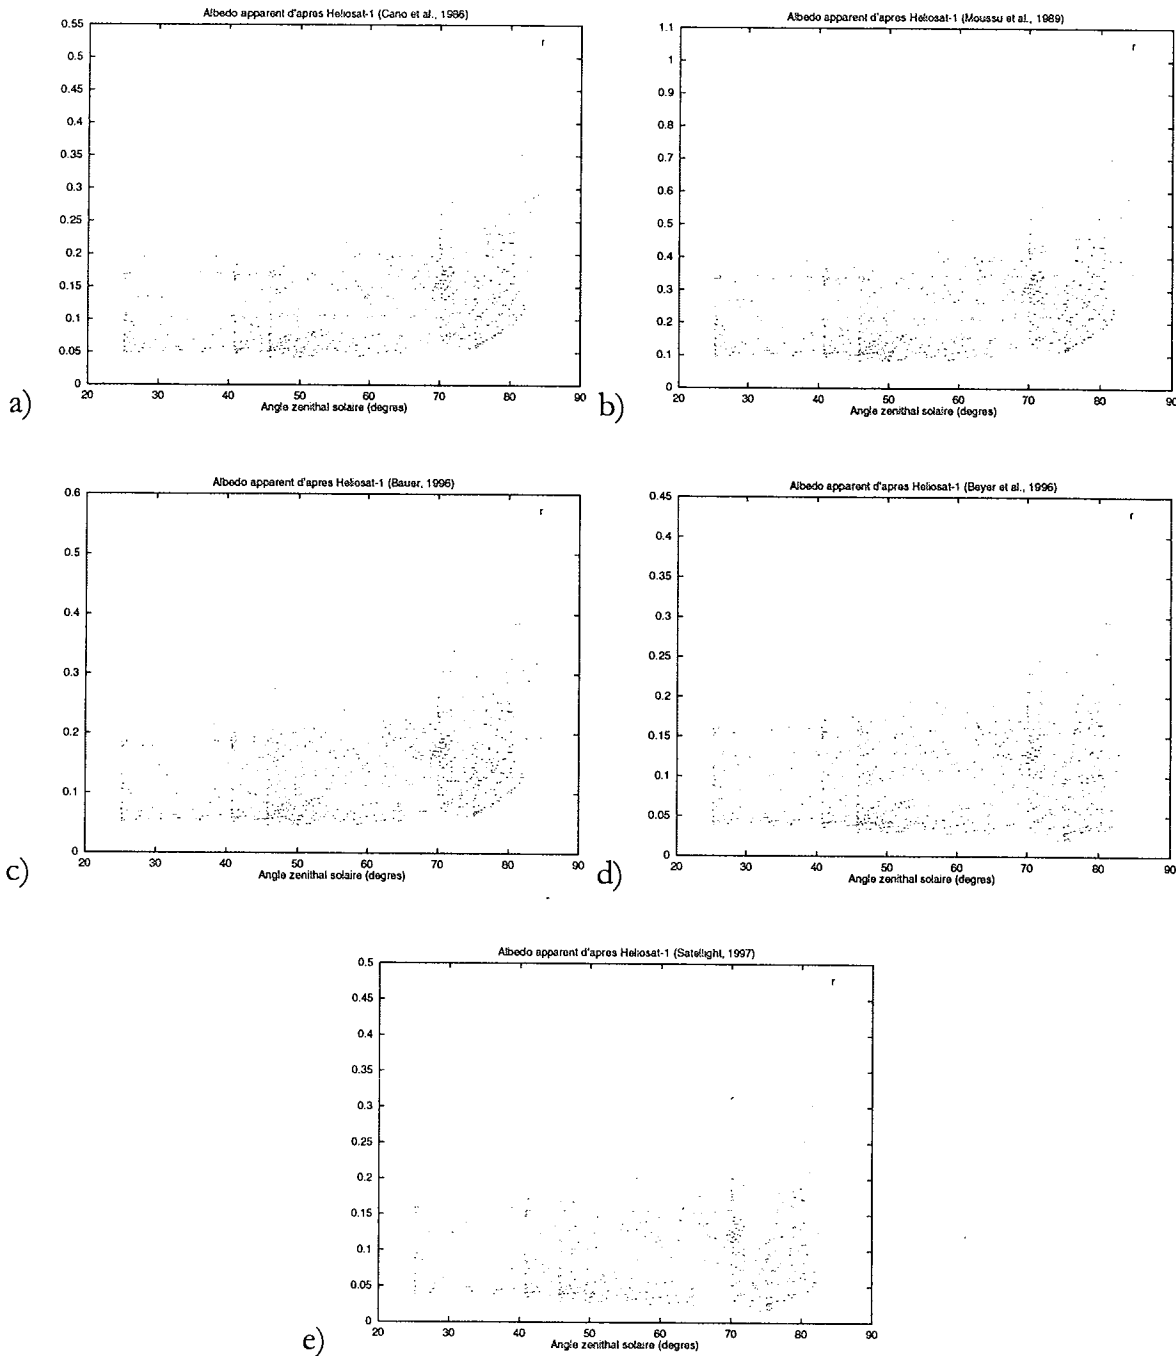 Albedo apparent d'apres Heliosat-1 (Cano et al., 1986)
0.55
0.5
0.45
0.4
0.35
0.3
0.25
0.2
0.15
0.1
0.05
0
r
20 30 40 50 60 70 80 90
Angle zenithal solaire (degres)
a)
Albedo apparent d'apres Heliosat-1 (Moussu et al., 1989)
1.1
1
0.9
0.8
0.7
0.6
0.5
0.4
0.3
0.2
0.1
0
r
20 30 40 50 60 70 80 90
Angle zenithal solaire (degres)
b)
Albedo apparent d'apres Heliosat-1 (Bauer, 1996)
0.6
0.5
0.4
0.3
0.2
0.1
0
r
20 30 40 50 60 70 80 90
Angle zenithal solaire (degres)
c)
Albedo apparent d'apres Heliosat-1 (Beyer et al., 1996)
0.45
0.4
0.35
0.3
0.25
0.2
0.15
0.1
0.05
0
r
20 30 40 50 60 70 80 90
Angle zenithal solaire (degres)
d)
Albedo apparent d'apres Heliosat-1 (Satellight, 1997)
0.5
0.45
0.4
0.35
0.3
0.25
0.2
0.15
0.1
0.05
0
r
20 30 40 50 60 70 80 90
Angle zenithal solaire (degres)
e)